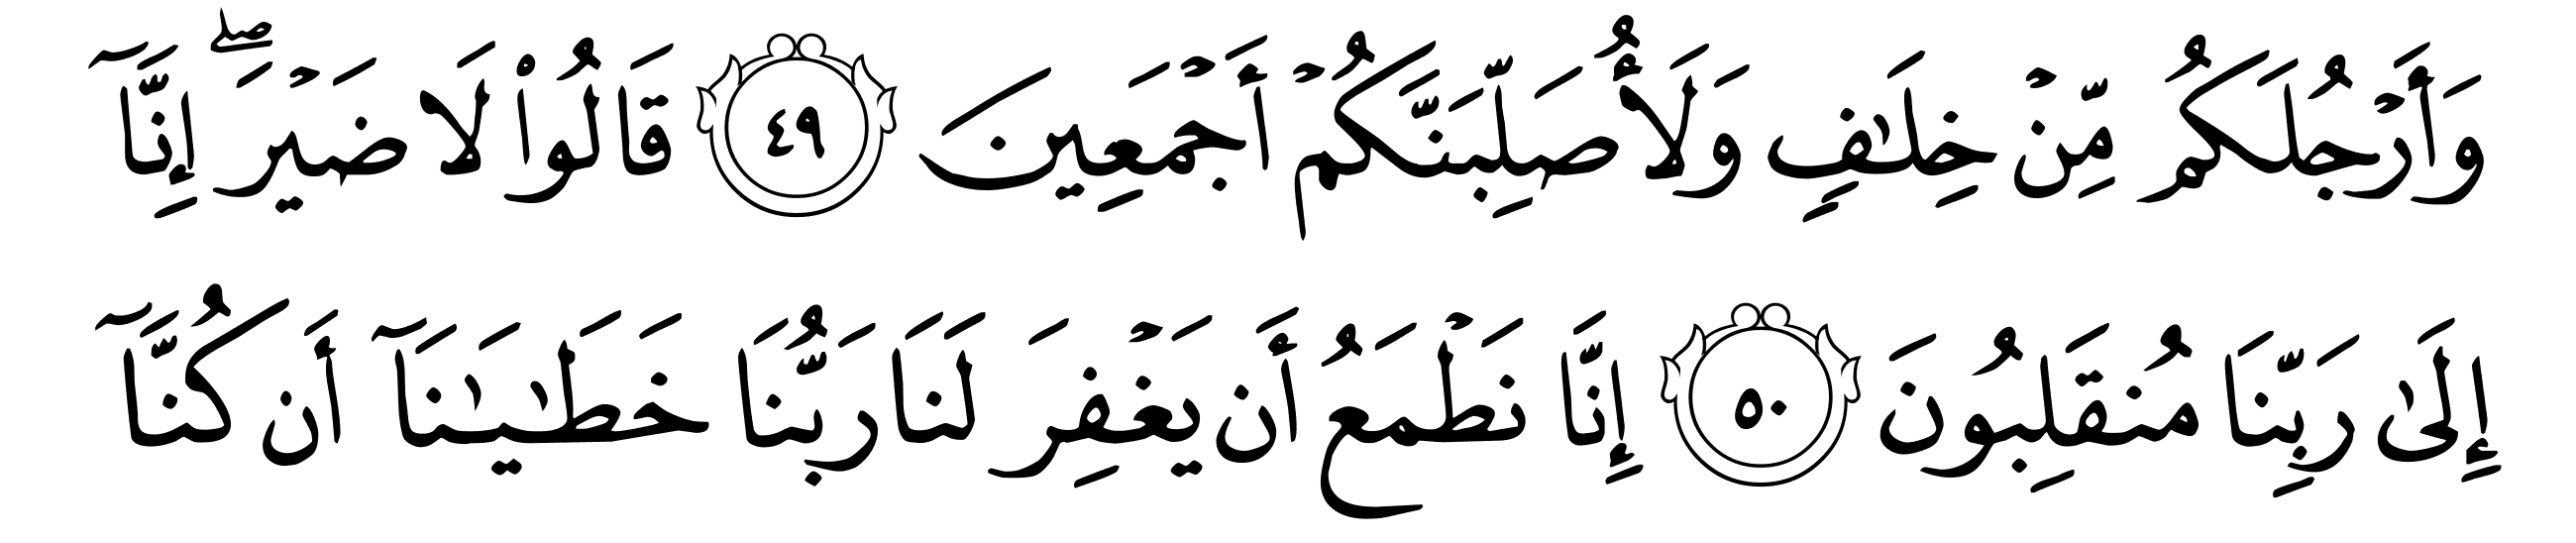 وَأَرْجُلَكُم مِّنْ خِلَٰفٍ وَلَأُصَلِّبَنَّكُمْ أَجْمَعِينَ ٤٩ قَالُوا۟ لَا ضَيْرَ ۖ إِنَّآ
إِلَىٰ رَبِّنَا مُنقَلِبُونَ ٥٠ إِنَّا نَطْمَعُ أَن يَغْفِرَ لَنَا رَبُّنَا خَطَٰيَٰنَآ أَن كُنَّآ